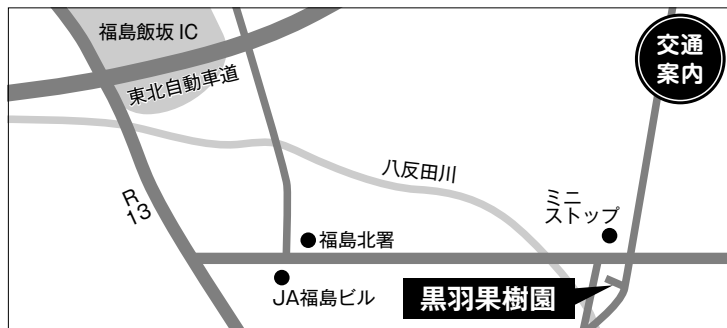 福島飯坂 IC
東北自動車道
交通
案内
R
13
八反田川
ミニ
ストップ
福島北署
JA福島ビル
黒羽果樹園